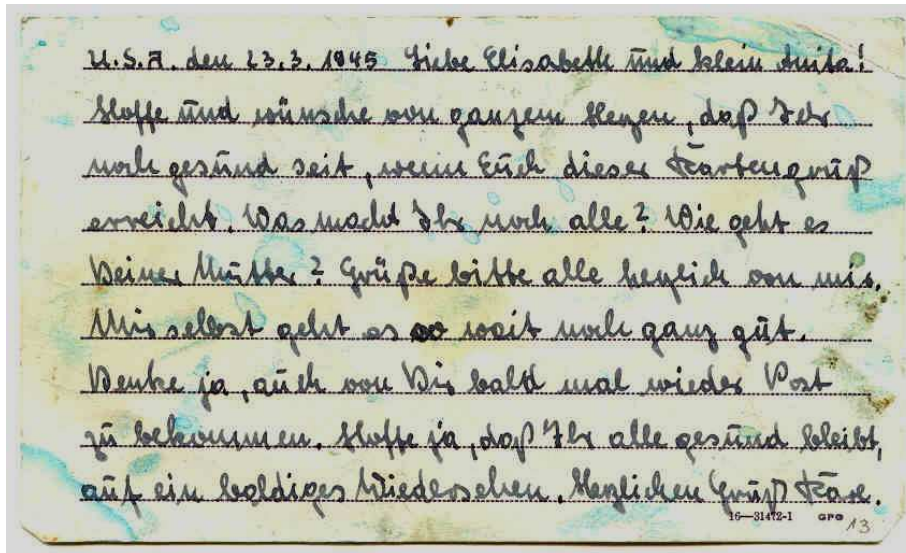 U.S.A. den 23.3.1945 Liebe Elisabeth und klein Anita!
Hoffe und wünsche von ganzem Herzen, daß Ihr
noch gesund seit, wenn Euch dieser Kartengruß
erreicht. Was macht Ihr noch alle? Wie geht es
Deiner Mutter? Grüße bitte alle herzlich von mir.
Mir selbst geht es so weit noch ganz gut.
Denke ja, auch von Dir bald mal wieder Post
zu bekommen. Hoffe ja, daß Ihr alle gesund bleibt,
auf ein baldiges Wiedersehen. Herzlichen Gruß Karl.
16—31472-1 GPO 13